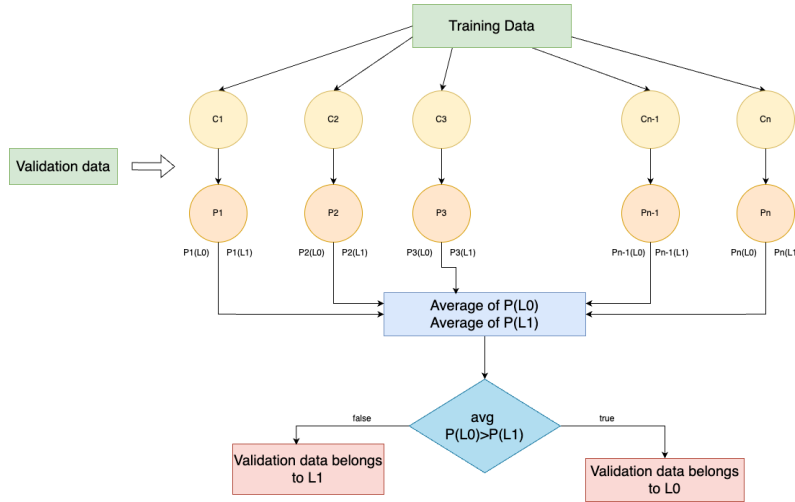 Training Data
C1
C2
C3
Cn-1
Cn
Validation data
P1
P2
P3
Pn-1
Pn
P1(L0) P1(L1)
P2(L0) P2(L1)
P3(L0) P3(L1)
Pn-1(L0) Pn-1(L1)
Pn(L0) Pn(L1
Average of P(L0)
Average of P(L1)
avg
P(L0)>P(L1)
false
true
Validation data belongs
to L1
Validation data belongs
to L0